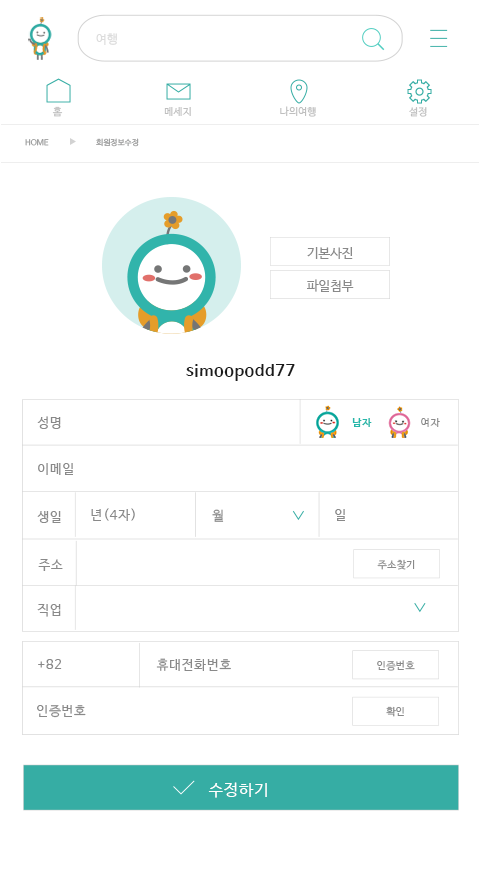 여행
홈 메세지 나의여행 설정
HOME 회원정보수정
기본사진
파일첨부
simoopodd77
성명 남자 여자
이메일
생일 년(4자) 월 일
주소 주소찾기
직업
+82 휴대전화번호 인증번호
인증번호 확인
수정하기